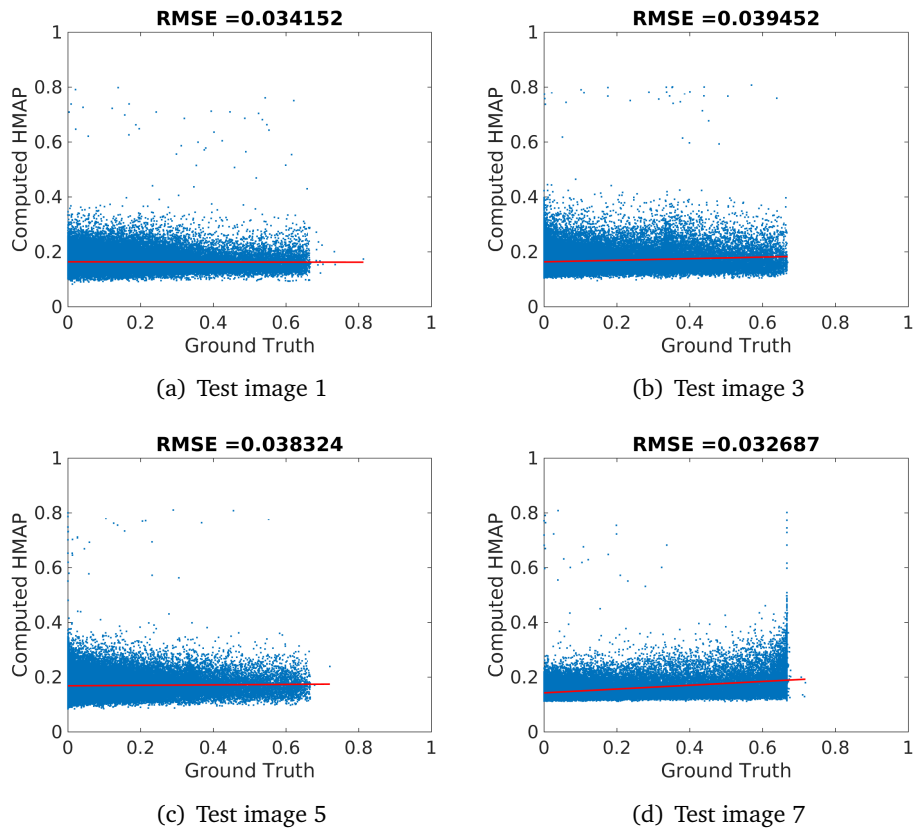 RMSE =0.034152
1
0.8
0.6
0.4
0.2
0
Computed HMAP
0 0.2 0.4 0.6 0.8 1
Ground Truth
(a) Test image 1
RMSE =0.039452
1
0.8
0.6
0.4
0.2
0
Computed HMAP
0 0.2 0.4 0.6 0.8 1
Ground Truth
(b) Test image 3
RMSE =0.038324
1
0.8
0.6
0.4
0.2
0
Computed HMAP
0 0.2 0.4 0.6 0.8 1
Ground Truth
(c) Test image 5
RMSE =0.032687
1
0.8
0.6
0.4
0.2
0
Computed HMAP
0 0.2 0.4 0.6 0.8 1
Ground Truth
(d) Test image 7